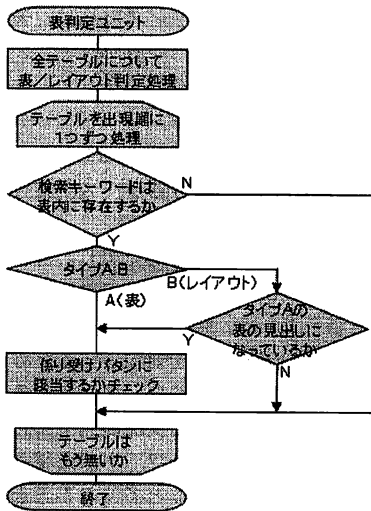 表判定ユニット
全テーブルについて
表/レイアウト判定処理
テーブルを出現順に
1つずつ処理
検索キーワードは
表内に存在するか
N
Y
タイプA,B
B(レイアウト)
A(表)
タイプAの
表の見出しに
なっているか
Y
N
係り受けパタンに
該当するかチェック
テーブルは
もう無いか
終了